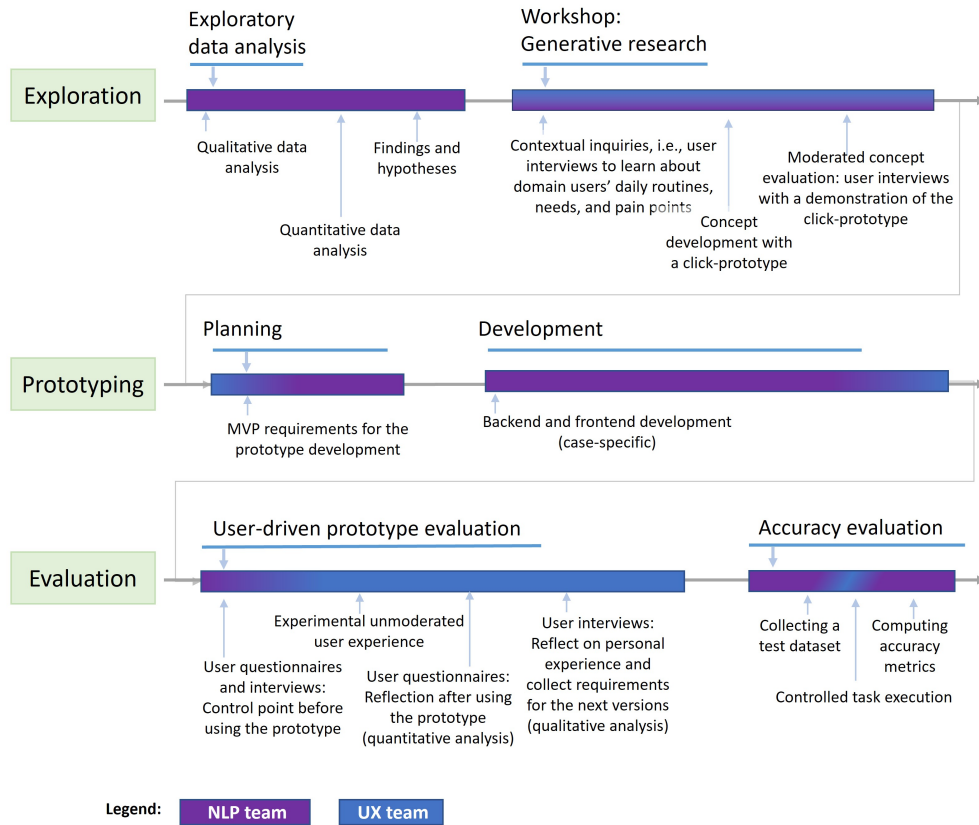 Exploratory
data analysis
Workshop:
Generative research
Exploration
Qualitative data
analysis
Findings and
hypotheses
Quantitative data
analysis
Contextual inquiries, i.e., user
interviews to learn about
domain users' daily routines,
needs, and pain points
Concept
development with
a click-prototype
Moderated concept
evaluation: user interviews
with a demonstration of the
click-prototype
Planning
Development
Prototyping
MVP requirements for the
prototype development
Backend and frontend development
(case-specific)
User-driven prototype evaluation
Accuracy evaluation
Evaluation
User questionnaires
and interviews:
Control point before
using the prototype
Experimental unmoderated
user experience
User questionnaires:
Reflection after using
the prototype
(quantitative analysis)
User interviews:
Reflect on personal
experience and
collect requirements
for the next versions
(qualitative analysis)
Collecting a
test dataset
Controlled task execution
Computing
accuracy
metrics
Legend:
NLP team
UX team